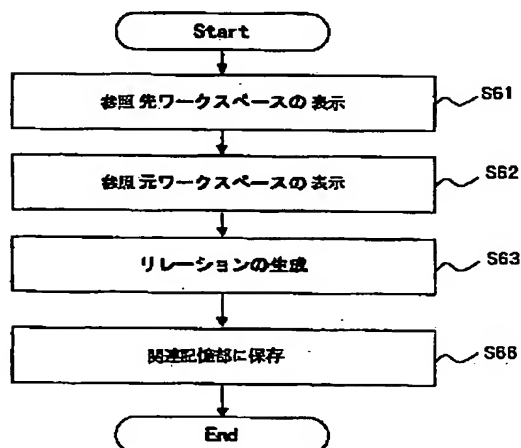 Start
参照先ワークスペースの表示
S61
参照元ワークスペースの表示
S62
リレーションの生成
S63
関連記憶部に保存
S66
End